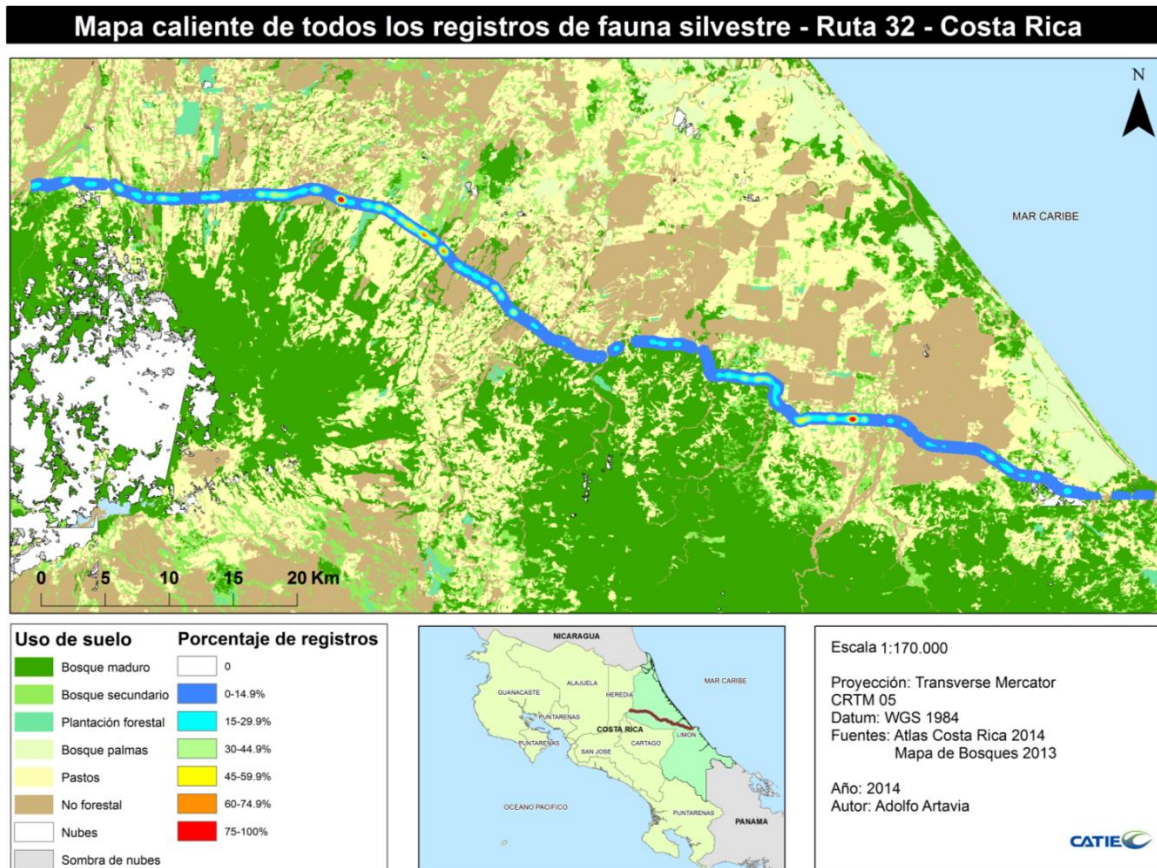 Mapa caliente de todos los registros de fauna silvestre - Ruta 32 - Costa Rica
N
MAR CARIBE
0 5 10 15 20 Km
Uso de suelo
Bosque maduro
Bosque secundario
Plantación forestal
Bosque palmas
Pastos
No forestal
Nubes
Sombra de nubes
Porcentaje de registros
0
0-14.9%
15-29.9%
30-44.9%
45-59.9%
60-74.9%
75-100%
NICARAGUA
MAR CARIBE
ALAJUELA
HEREDIA
GUANACASTE
PUNTARENAS
COSTA RICA
LIMON
PUNTARENAS
SAN JOSE
CARTAGO
OCEANO PACIFICO
PUNTARENAS
PANAMA
Escala 1:170.000
Proyección: Transverse Mercator
CRTM 05
Datum: WGS 1984
Fuentes: Atlas Costa Rica 2014
Mapa de Bosques 2013
Año: 2014
Autor: Adolfo Artavia
CATIE